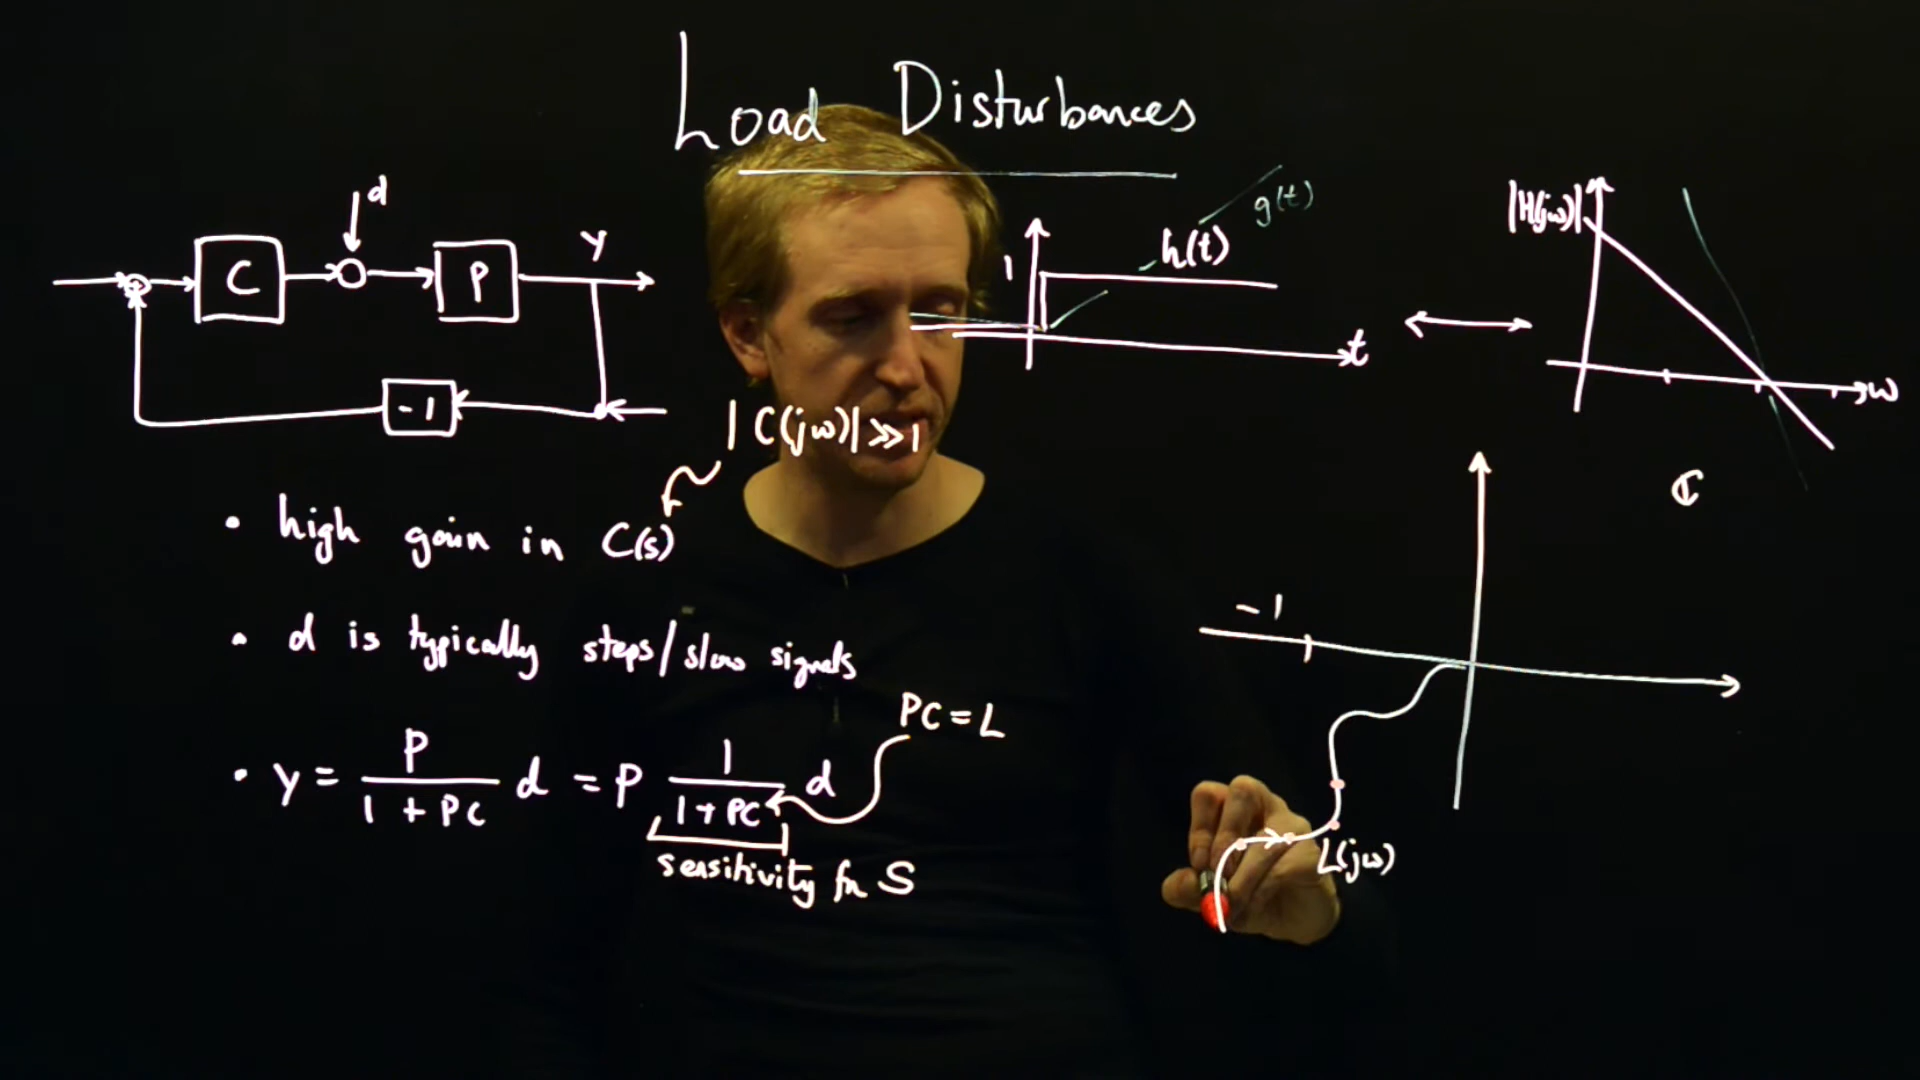 Load Disturbances
d
C
P
y
-1
1
h(t)
g(t)
t
|H(jω)|
ω
|C(jω)|≫1
ℂ
• high gain in C(s)
• d is typically steps/slow signals
-1
PC=L
• y = P / (1 + PC) d = P 1 / (1+PC) d
sensitivity fn S
L(jω)